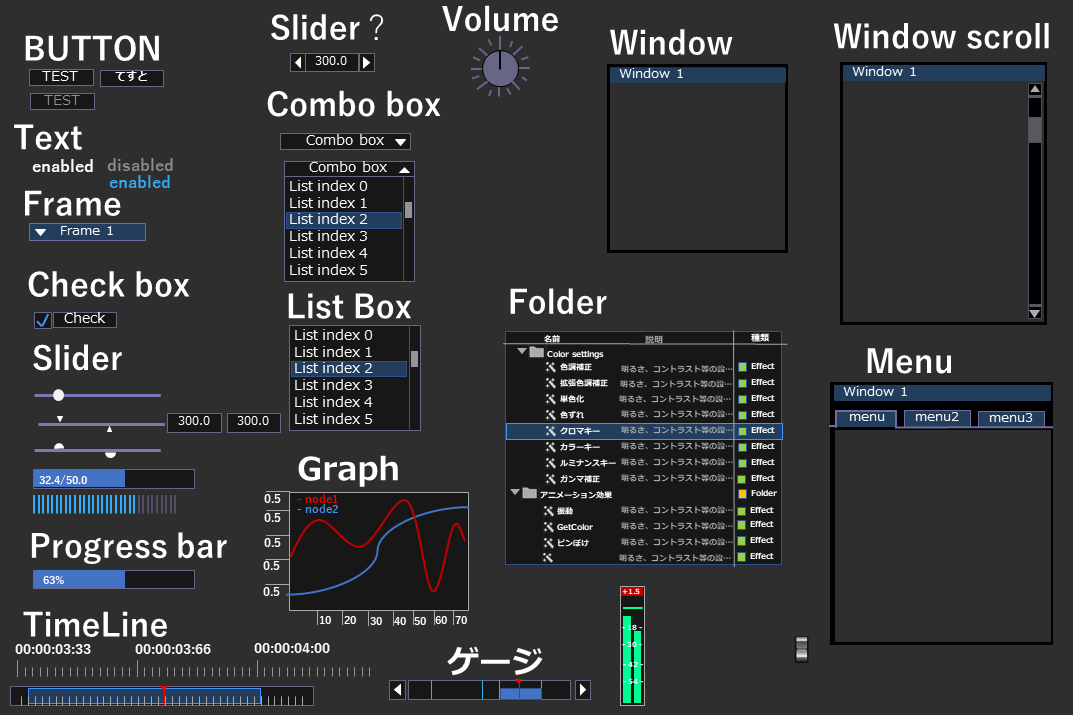 BUTTON
TEST
てすと
TEST
Text
enabled
disabled
enabled
Frame
Frame 1
Check box
Check
Slider
300.0
300.0
32.4/50.0
Progress bar
63%
TimeLine
00:00:03:33
00:00:03:66
00:00:04:00
Slider？
300.0
Combo box
Combo box
Combo box
List index 0
List index 1
List index 2
List index 3
List index 4
List index 5
List Box
List index 0
List index 1
List index 2
List index 3
List index 4
List index 5
Graph
- node1
- node2
0.5
0.5
0.5
0.5
0.5
10 20 30 40 50 60 70
ゲージ
Volume
Window
Window 1
Window scroll
Window 1
Folder
名前 説明 種類
Color settings
色調補正 明るさ、コントラスト等の設… Effect
拡張色調補正 明るさ、コントラスト等の設… Effect
単色化 明るさ、コントラスト等の設… Effect
色ずれ 明るさ、コントラスト等の設… Effect
クロマキー 明るさ、コントラスト等の設… Effect
カラーキー 明るさ、コントラスト等の設… Effect
ルミナンスキー 明るさ、コントラスト等の設… Effect
ガンマ補正 明るさ、コントラスト等の設… Effect
アニメーション効果 Folder
振動 明るさ、コントラスト等の設… Effect
GetColor 明るさ、コントラスト等の設… Effect
ピンぼけ 明るさ、コントラスト等の設… Effect
明るさ、コントラスト等の設… Effect
+1.5
-18-
-30-
-42-
-54-
Menu
Window 1
menu menu2 menu3